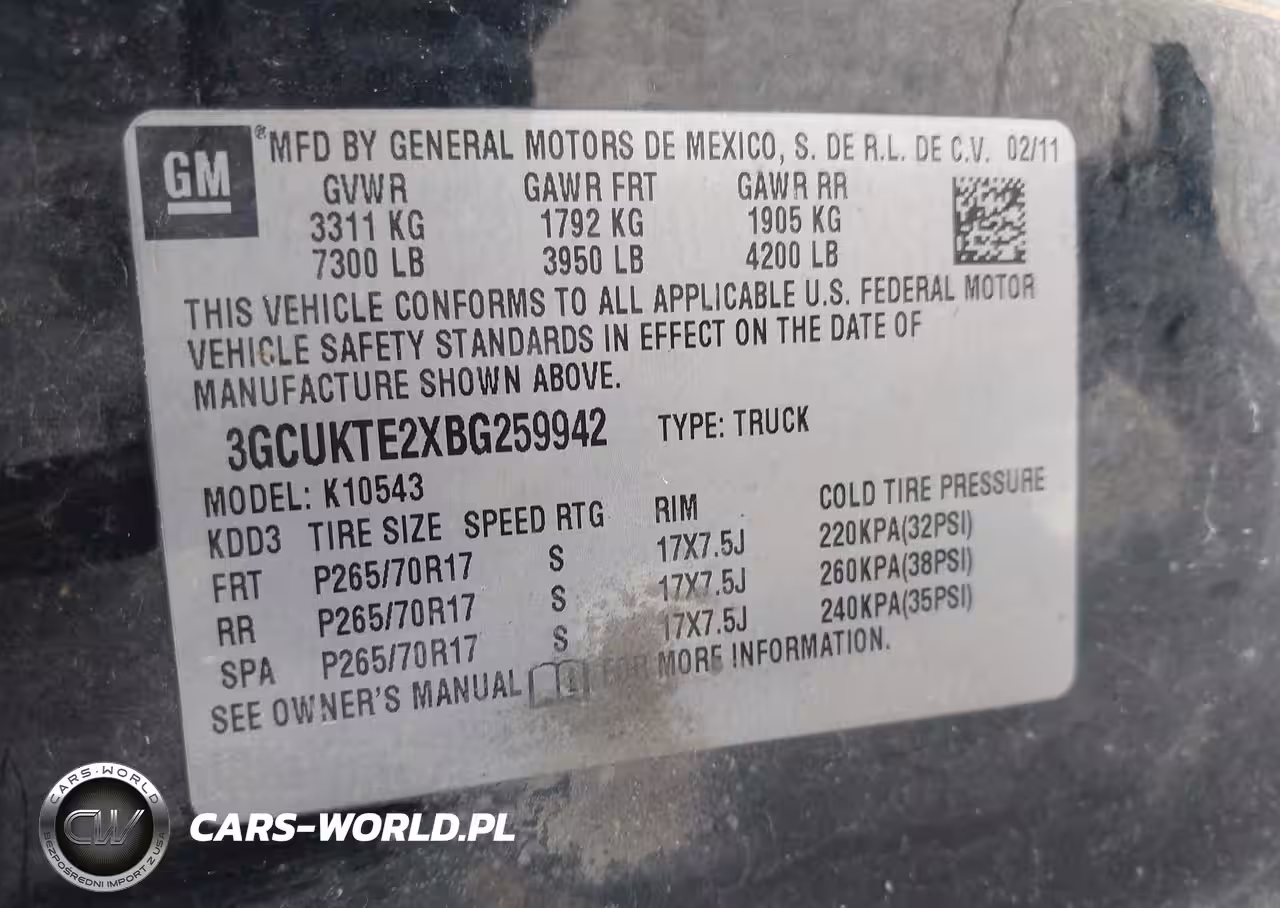 GM
®MFD BY GENERAL MOTORS DE MEXICO, S. DE R.L. DE C.V. 02/11
GVWR GAWR FRT GAWR RR
3311 KG 1792 KG 1905 KG
7300 LB 3950 LB 4200 LB
THIS VEHICLE CONFORMS TO ALL APPLICABLE U.S. FEDERAL MOTOR
VEHICLE SAFETY STANDARDS IN EFFECT ON THE DATE OF
MANUFACTURE SHOWN ABOVE.
3GCUKTE2XBG259942 TYPE: TRUCK
MODEL: K10543
KDD3 TIRE SIZE SPEED RTG RIM COLD TIRE PRESSURE
FRT P265/70R17 S 17X7.5J 220KPA(32PSI)
RR P265/70R17 S 17X7.5J 260KPA(38PSI)
SPA P265/70R17 S 17X7.5J 240KPA(35PSI)
SEE OWNER'S MANUAL FOR MORE INFORMATION.
CARS-WORLD
CW
BEZPOŚREDNI IMPORT Z USA
CARS-WORLD.PL